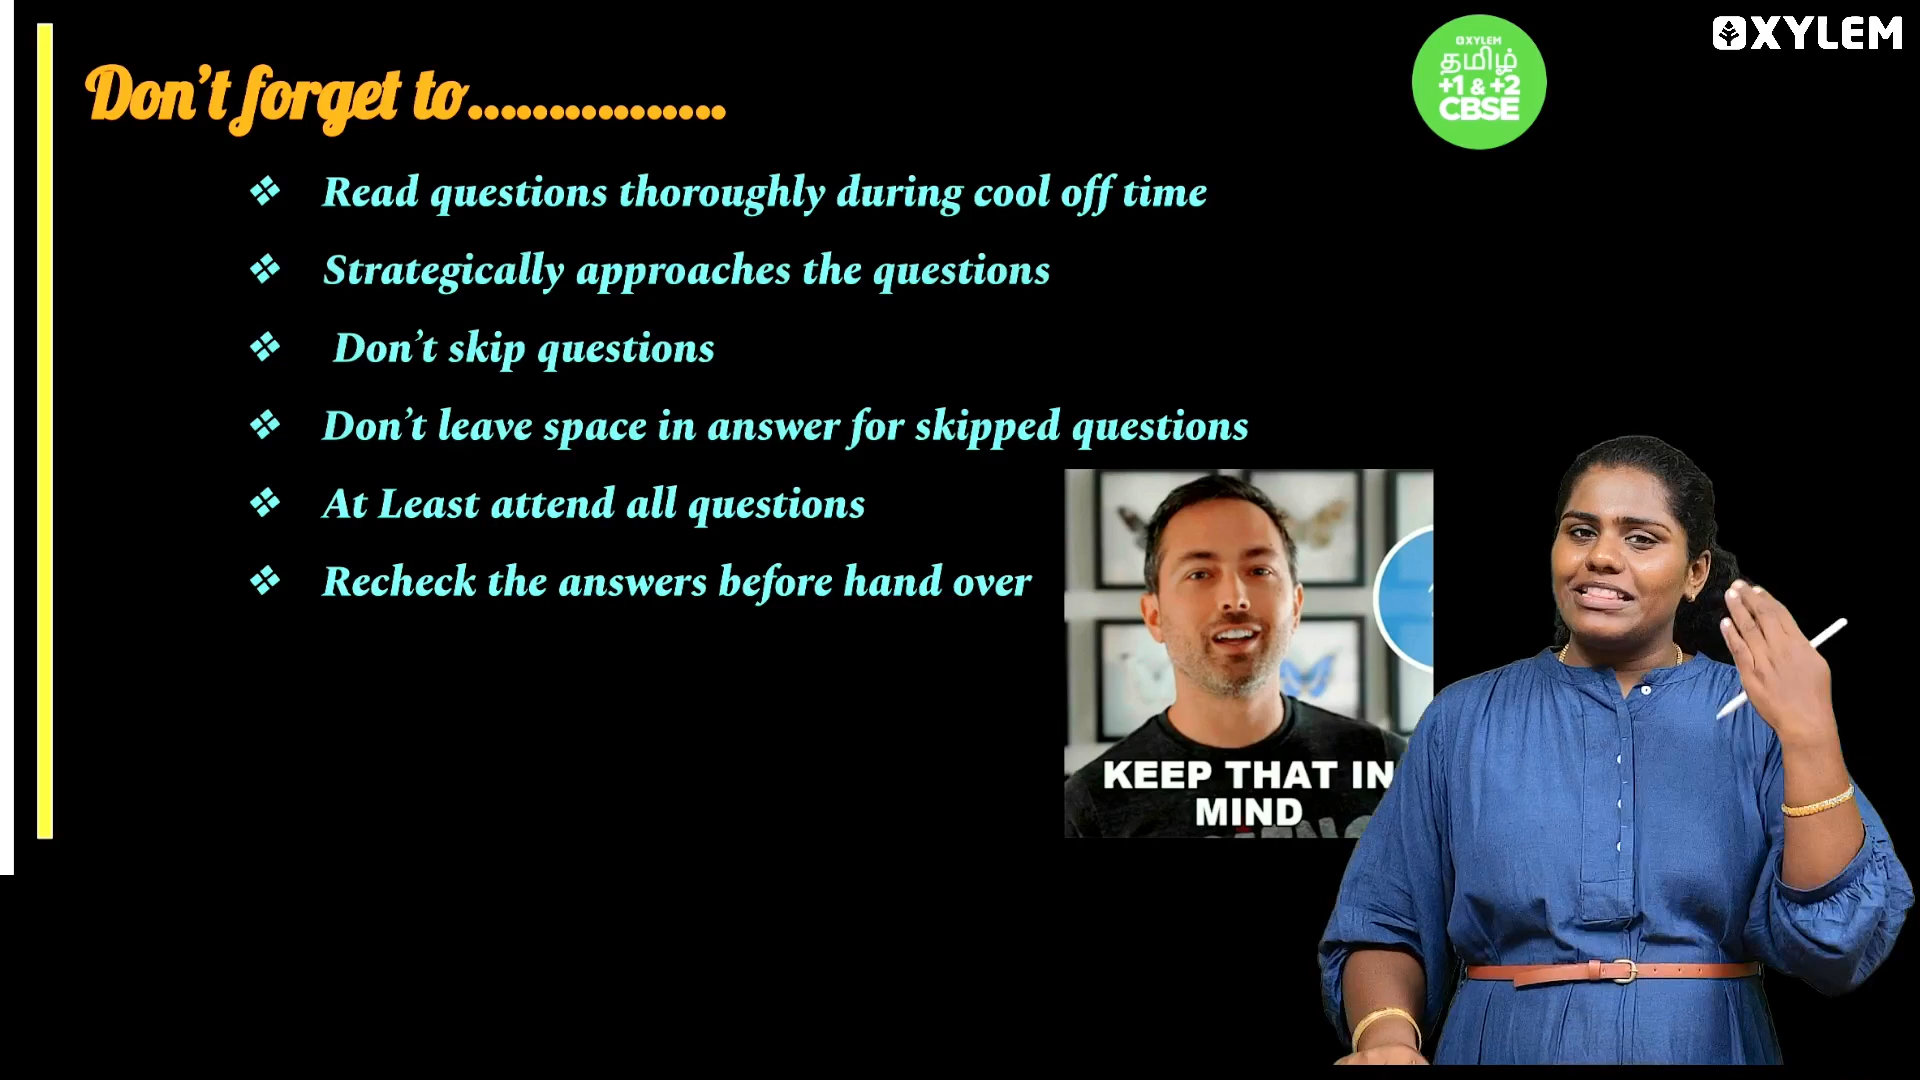 XYLEM
XYLEM
தமிழ்
+1 & +2
CBSE
Don't forget to................
❖ Read questions thoroughly during cool off time
❖ Strategically approaches the questions
❖ Don't skip questions
❖ Don't leave space in answer for skipped questions
❖ At Least attend all questions
❖ Recheck the answers before hand over
KEEP THAT IN
MIND